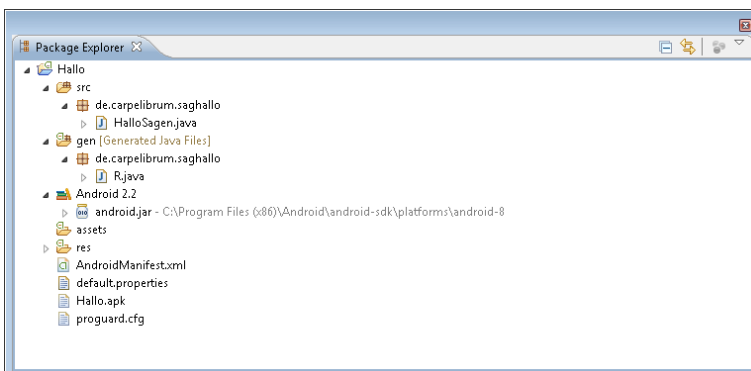 Package Explorer
Hallo
src
de.carpelibrum.saghallo
HalloSagen.java
gen [Generated Java Files]
de.carpelibrum.saghallo
R.java
Android 2.2
android.jar - C:\Program Files (x86)\Android\android-sdk\platforms\android-8
assets
res
AndroidManifest.xml
default.properties
Hallo.apk
proguard.cfg